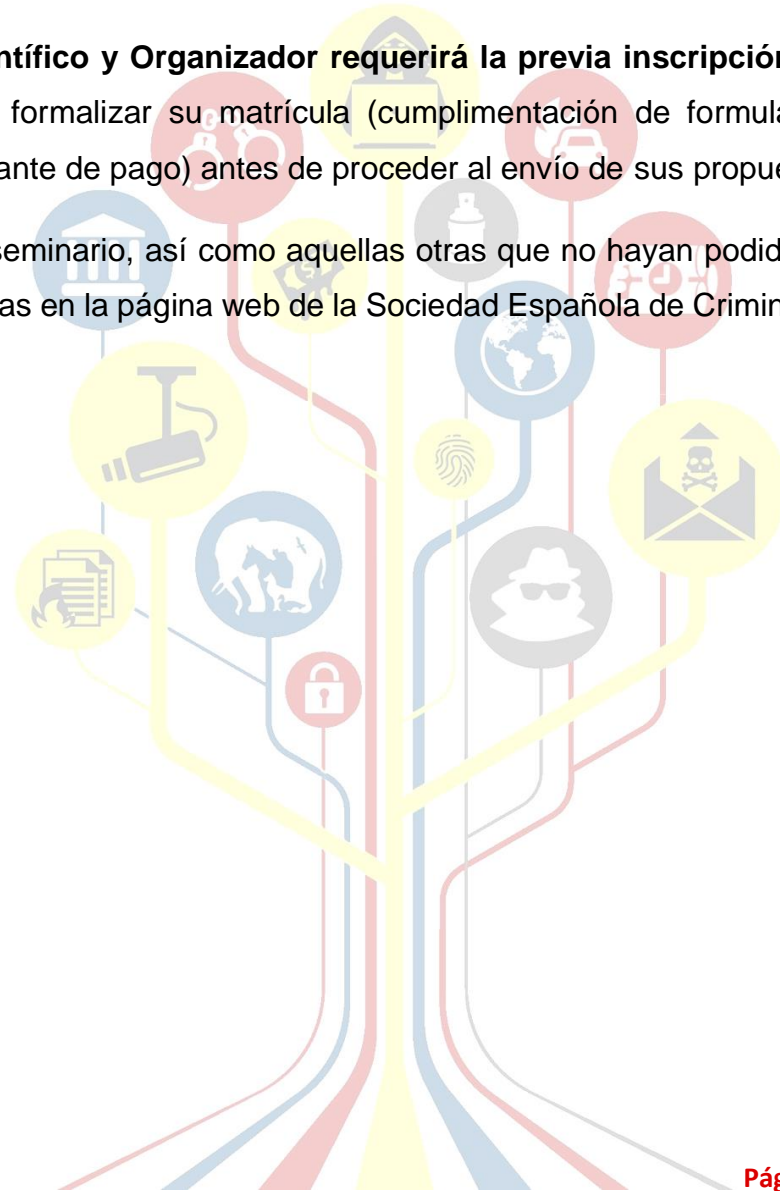 ntífico y Organizador requerirá la previa inscripción
formalizar su matrícula (cumplimentación de formula
ante de pago) antes de proceder al envío de sus propue
seminario, así como aquellas otras que no hayan podid
as en la página web de la Sociedad Española de Crimin
Pág